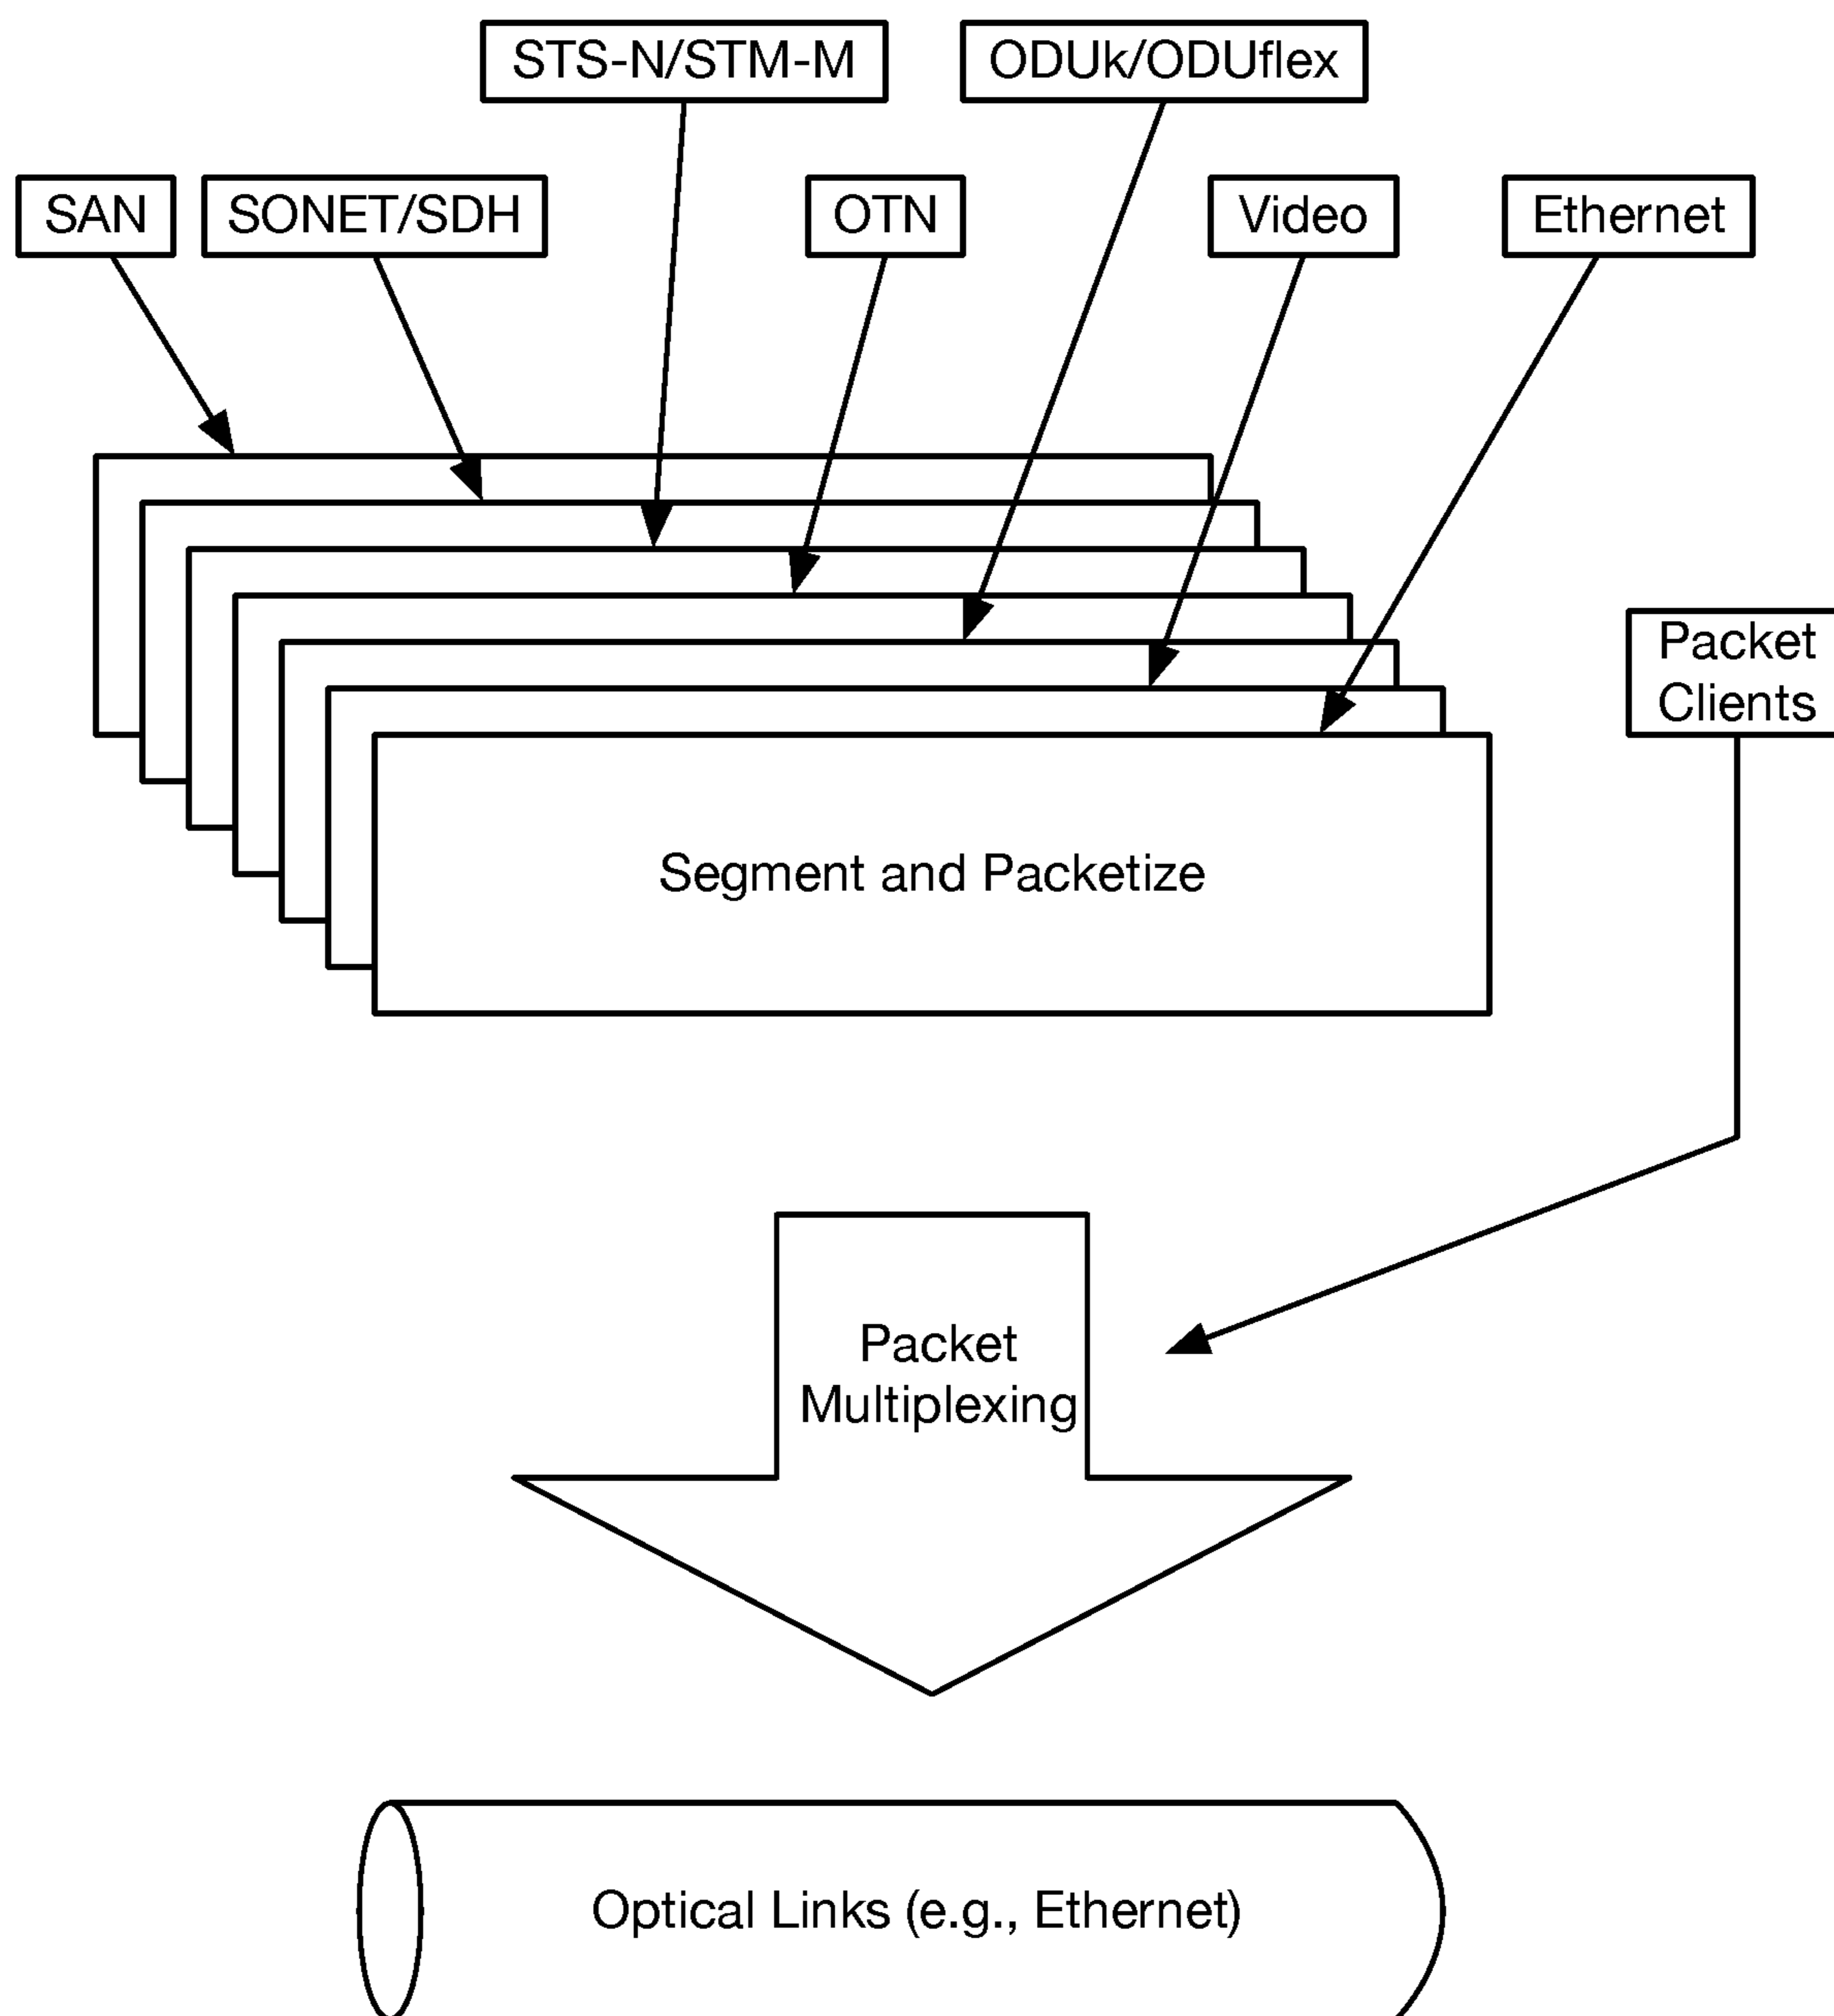 STS-N/STM-M
ODUk/ODUflex
SAN
SONET/SDH
OTN
Video
Ethernet
Packet
Clients
Segment and Packetize
Packet
Multiplexing
Optical Links (e.g., Ethernet)